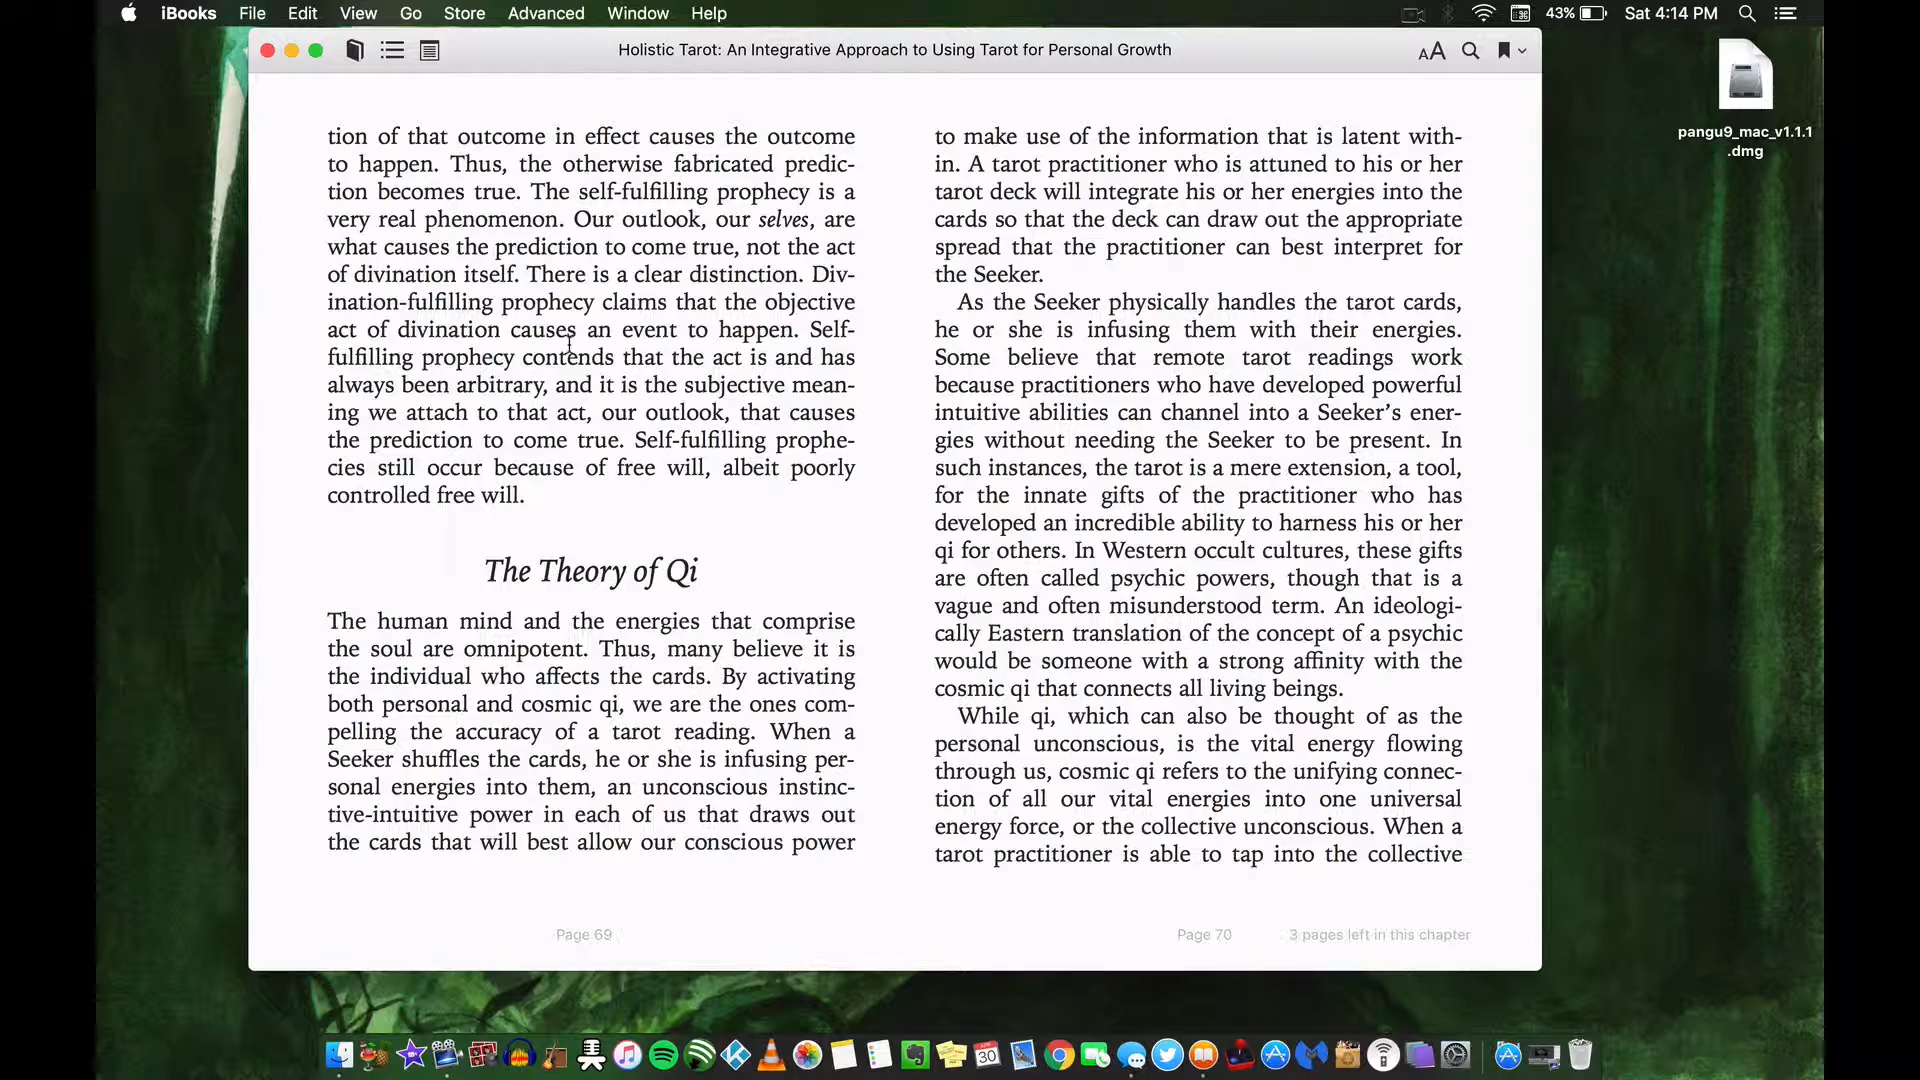 iBooks File Edit View Go Store Advanced Window Help
43% Sat 4:14 PM
Holistic Tarot: An Integrative Approach to Using Tarot for Personal Growth
AA
pangu9_mac_v1.1.1
.dmg
tion of that outcome in effect causes the outcome
to happen. Thus, the otherwise fabricated predic-
tion becomes true. The self-fulfilling prophecy is a
very real phenomenon. Our outlook, our selves, are
what causes the prediction to come true, not the act
of divination itself. There is a clear distinction. Div-
ination-fulfilling prophecy claims that the objective
act of divination causes an event to happen. Self-
fulfilling prophecy contends that the act is and has
always been arbitrary, and it is the subjective mean-
ing we attach to that act, our outlook, that causes
the prediction to come true. Self-fulfilling prophe-
cies still occur because of free will, albeit poorly
controlled free will.
The Theory of Qi
The human mind and the energies that comprise
the soul are omnipotent. Thus, many believe it is
the individual who affects the cards. By activating
both personal and cosmic qi, we are the ones com-
pelling the accuracy of a tarot reading. When a
Seeker shuffles the cards, he or she is infusing per-
sonal energies into them, an unconscious instinc-
tive-intuitive power in each of us that draws out
the cards that will best allow our conscious power
Page 69
to make use of the information that is latent with-
in. A tarot practitioner who is attuned to his or her
tarot deck will integrate his or her energies into the
cards so that the deck can draw out the appropriate
spread that the practitioner can best interpret for
the Seeker.
As the Seeker physically handles the tarot cards,
he or she is infusing them with their energies.
Some believe that remote tarot readings work
because practitioners who have developed powerful
intuitive abilities can channel into a Seeker's ener-
gies without needing the Seeker to be present. In
such instances, the tarot is a mere extension, a tool,
for the innate gifts of the practitioner who has
developed an incredible ability to harness his or her
qi for others. In Western occult cultures, these gifts
are often called psychic powers, though that is a
vague and often misunderstood term. An ideologi-
cally Eastern translation of the concept of a psychic
would be someone with a strong affinity with the
cosmic qi that connects all living beings.
While qi, which can also be thought of as the
personal unconscious, is the vital energy flowing
through us, cosmic qi refers to the unifying connec-
tion of all our vital energies into one universal
energy force, or the collective unconscious. When a
tarot practitioner is able to tap into the collective
Page 70
3 pages left in this chapter
30